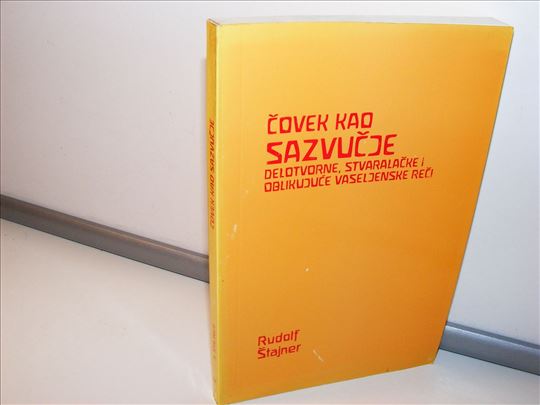 ČOVEK KAO
SAZVUČJE
DELOTVORNE, STVARALAČKE I
OBLIKUJUĆE VASELJENSKE REČI
Rudolf
Štajner
ČOVEK KAO SAZVUČJE